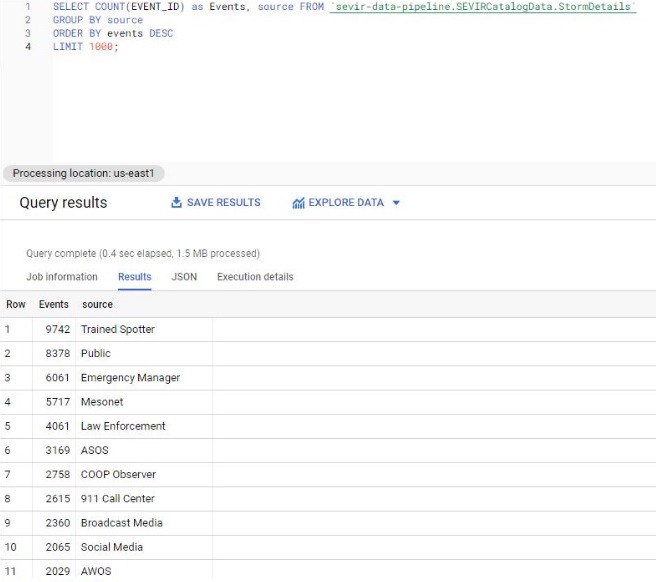 1 SELECT COUNT(EVENT_ID) as Events, source FROM `sevir-data-pipeline.SEVIRCatalogData.StormDetails`
2 GROUP BY source
3 ORDER BY events DESC
4 LIMIT 1000;
Processing location: us-east1
Query results SAVE RESULTS EXPLORE DATA
Query complete (0.4 sec elapsed, 1.5 MB processed)
Job information Results JSON Execution details
Row Events source
1 9742 Trained Spotter
2 8378 Public
3 6061 Emergency Manager
4 5717 Mesonet
5 4061 Law Enforcement
6 3169 ASOS
7 2758 COOP Observer
8 2615 911 Call Center
9 2360 Broadcast Media
10 2065 Social Media
11 2029 AWOS